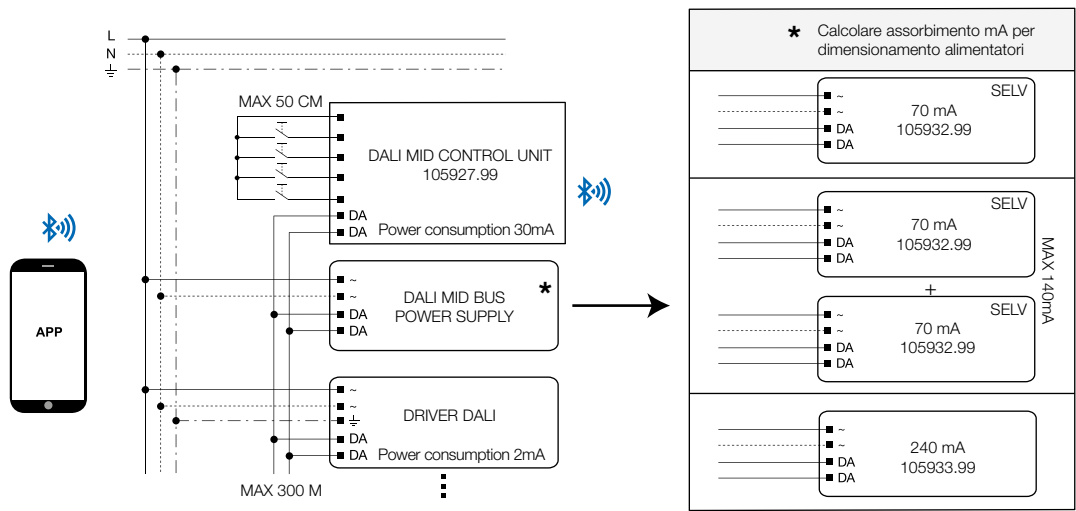 L
N
MAX 50 CM
DALI MID CONTROL UNIT
105927.99
DA
DA
Power consumption 30mA
~
~
DALI MID BUS
POWER SUPPLY
*
DA
DA
APP
~
~
DRIVER DALI
DA
DA
Power consumption 2mA
MAX 300 M
* Calcolare assorbimento mA per
dimensionamento alimentatori
SELV
~
~
70 mA
105932.99
DA
DA
SELV
~
~
70 mA
105932.99
DA
DA
+
MAX 140mA
SELV
~
~
70 mA
105932.99
DA
DA
~
~
240 mA
105933.99
DA
DA